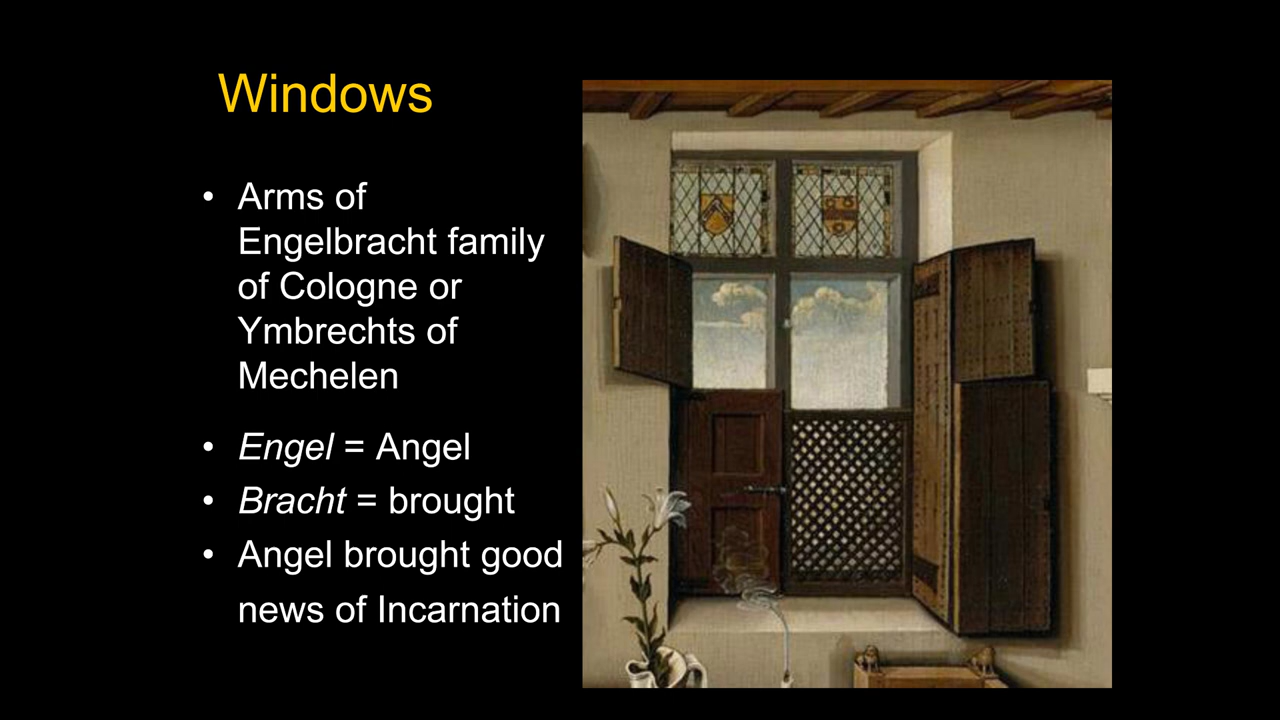 Windows
• Arms of
Engelbracht family
of Cologne or
Ymbrechts of
Mechelen
• Engel = Angel
• Bracht = brought
• Angel brought good
news of Incarnation